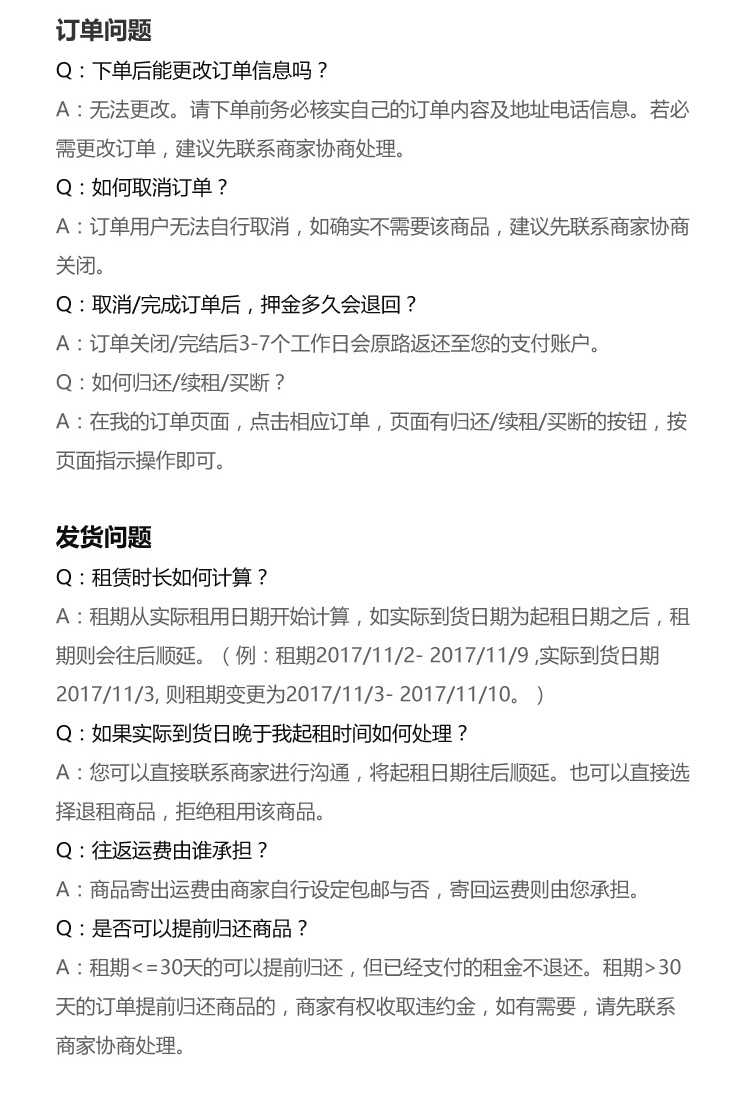 订单问题
Q：下单后能更改订单信息吗？
A：无法更改。请下单前务必核实自己的订单内容及地址电话信息。若必
需更改订单，建议先联系商家协商处理。
Q：如何取消订单？
A：订单用户无法自行取消，如确实不需要该商品，建议先联系商家协商
关闭。
Q：取消/完成订单后，押金多久会退回？
A：订单关闭/完结后3-7个工作日会原路返还至您的支付账户。
Q：如何归还/续租/买断？
A：在我的订单页面，点击相应订单，页面有归还/续租/买断的按钮，按
页面指示操作即可。
发货问题
Q：租赁时长如何计算？
A：租期从实际租用日期开始计算，如实际到货日期为起租日期之后，租
期则会往后顺延。（ 例：租期2017/11/2- 2017/11/9 ,实际到货日期
2017/11/3, 则租期变更为2017/11/3- 2017/11/10。 ）
Q：如果实际到货日晚于我起租时间如何处理？
A：您可以直接联系商家进行沟通，将起租日期往后顺延。也可以直接选
择退租商品，拒绝租用该商品。
Q：往返运费由谁承担？
A：商品寄出运费由商家自行设定包邮与否，寄回运费则由您承担。
Q：是否可以提前归还商品？
A：租期<=30天的可以提前归还，但已经支付的租金不退还。租期>30
天的订单提前归还商品的，商家有权收取违约金，如有需要，请先联系
商家协商处理。